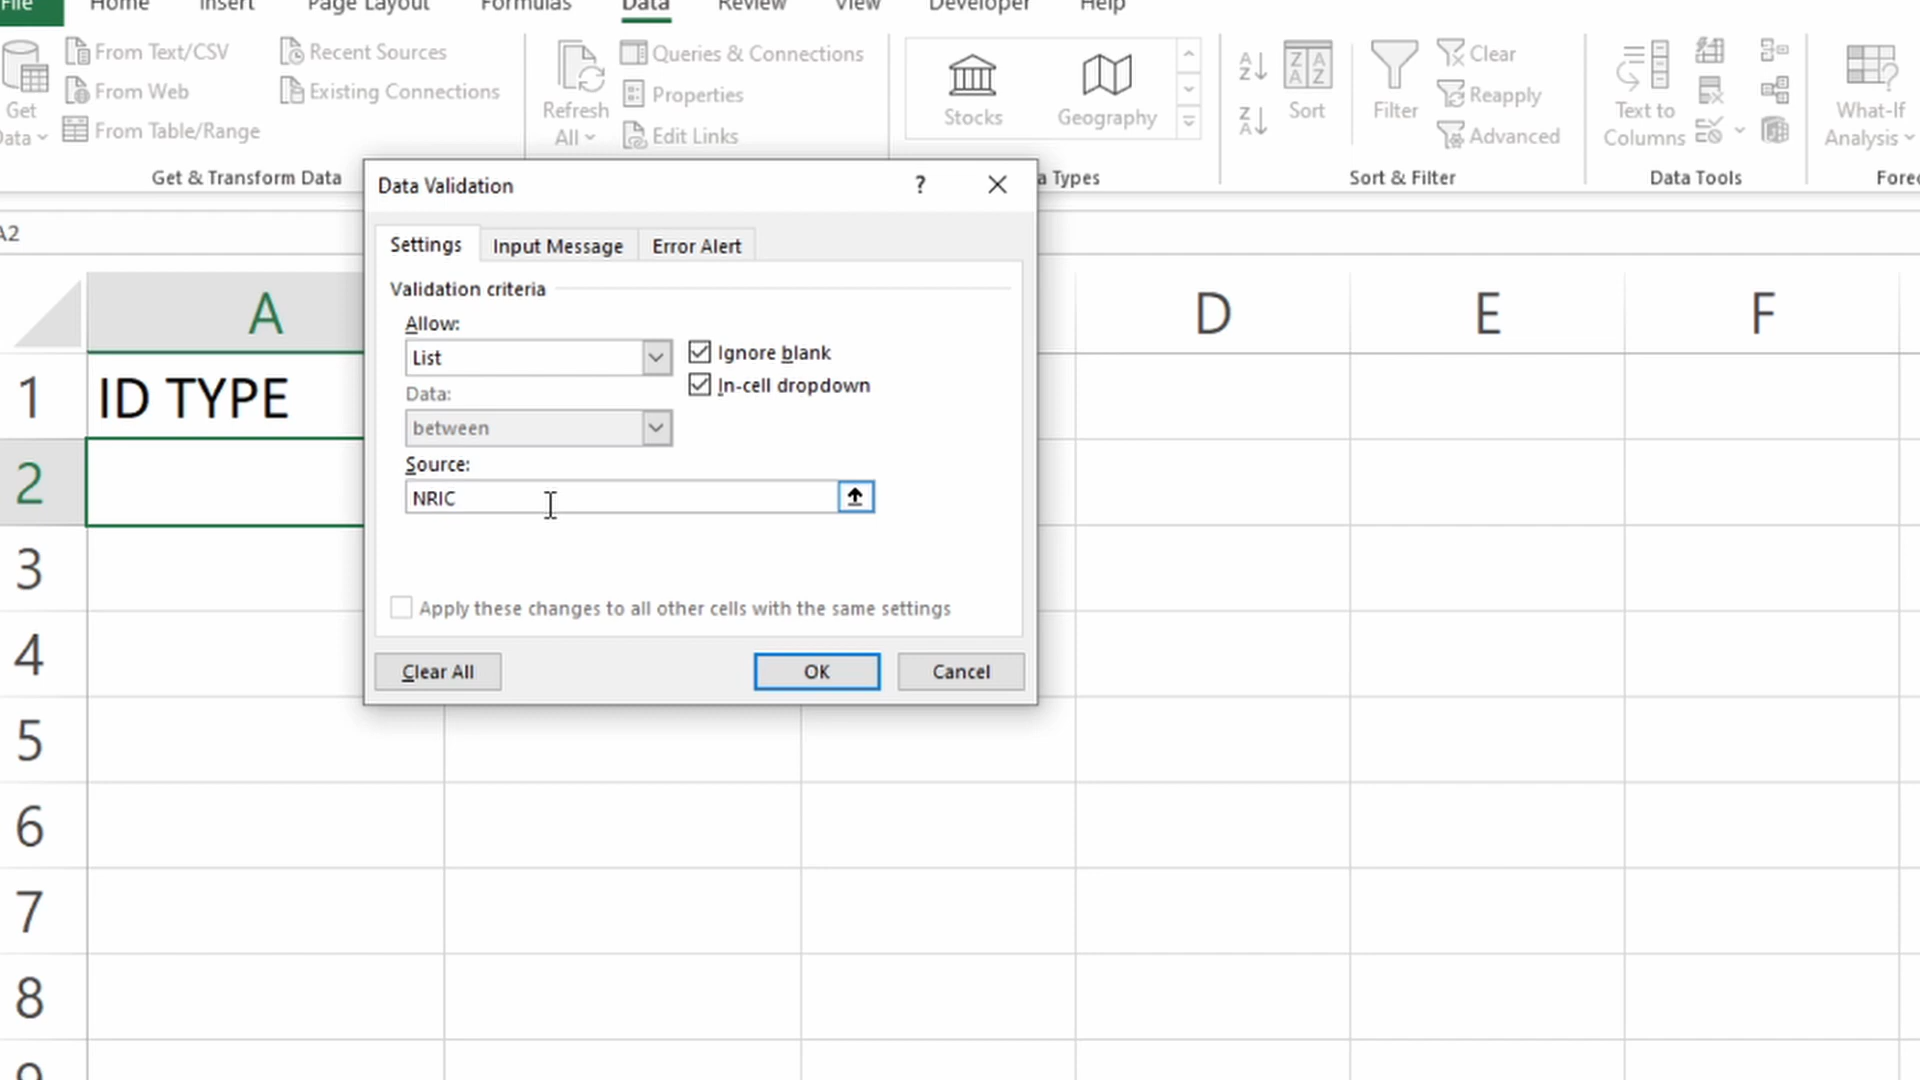 File Home Insert Page Layout Formulas Data Review View Developer Help
From Text/CSV Recent Sources Queries & Connections Clear
From Web Existing Connections Properties Reapply
From Table/Range Edit Links Advanced
Get Data Refresh All Stocks Geography Sort Filter Text to Columns What-If Analysis
Get & Transform Data a Types Sort & Filter Data Tools Fore
A2
Data Validation ? ×
Settings Input Message Error Alert
Validation criteria
Allow:
List Ignore blank
In-cell dropdown
Data:
between
Source:
NRIC
Apply these changes to all other cells with the same settings
Clear All OK Cancel
A D E F
1 ID TYPE
2
3
4
5
6
7
8
9